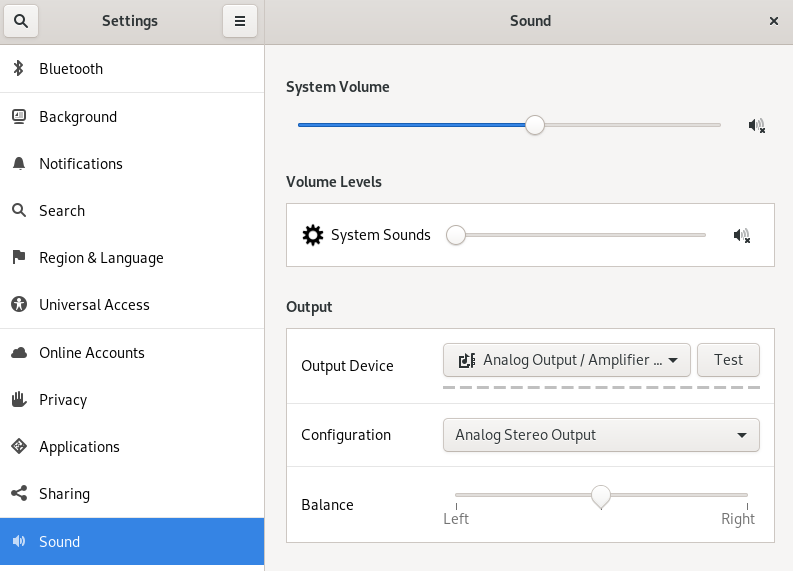 Settings
Sound
Bluetooth
Background
Notifications
Search
Region & Language
Universal Access
Online Accounts
Privacy
Applications
Sharing
Sound
System Volume
Volume Levels
System Sounds
Output
Output Device
Analog Output / Amplifier ...
Test
Configuration
Analog Stereo Output
Balance
Left
Right